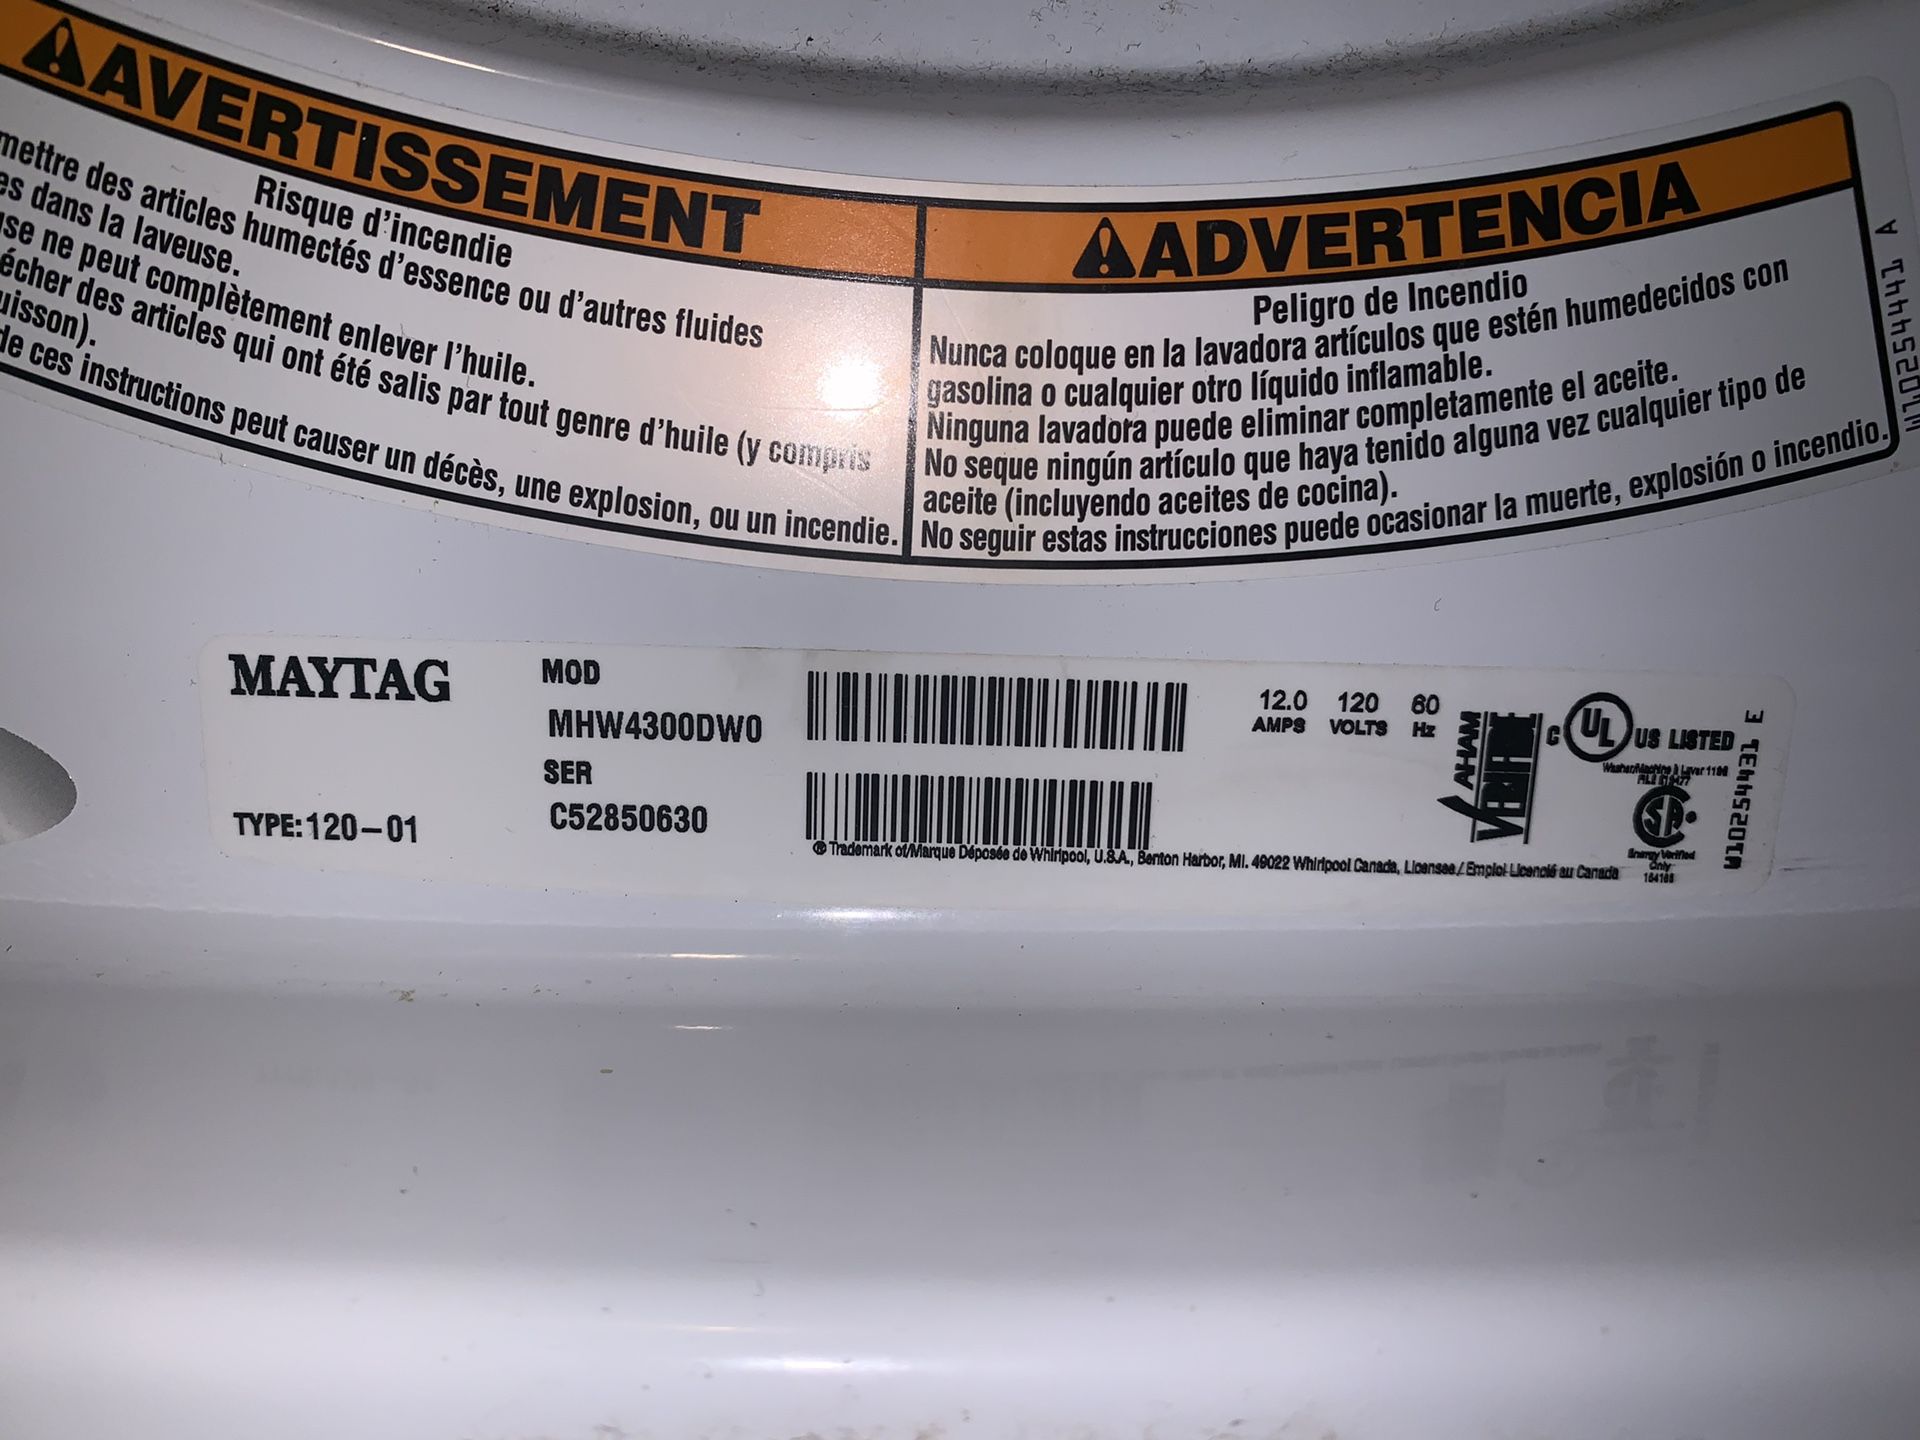 AVERTISSEMENT
Risque d'incendie
mettre des articles humectés d'essence ou d'autres fluides
dans la laveuse.
ne peut complètement enlever l'huile.
des articles qui ont été salis par tout genre d'huile (y compris
de ces instructions peut causer un décès, une explosion, ou un incendie.
ADVERTENCIA
Peligro de Incendio
Nunca coloque en la lavadora artículos que estén humedecidos con
gasolina o cualquier otro líquido inflamable.
Ninguna lavadora puede eliminar completamente el aceite.
No seque ningún artículo que haya tenido alguna vez cualquier tipo de
aceite (incluyendo aceites de cocina).
No seguir estas instrucciones puede ocasionar la muerte, explosión o incendio.
MAYTAG
TYPE:120-01
MOD
MHW4300DW0
SER
C52850630
12.0 120 60
AMPS VOLTS Hz
AHAM
C UL US LISTED
Energy Verified
Only
® Trademark of/Marque Déposée de Whirlpool, U.S.A., Benton Harbor, MI. 49022 Whirlpool Canada, Licensee/Emploi Licencié au Canada
W10254431 E
W10254441 A